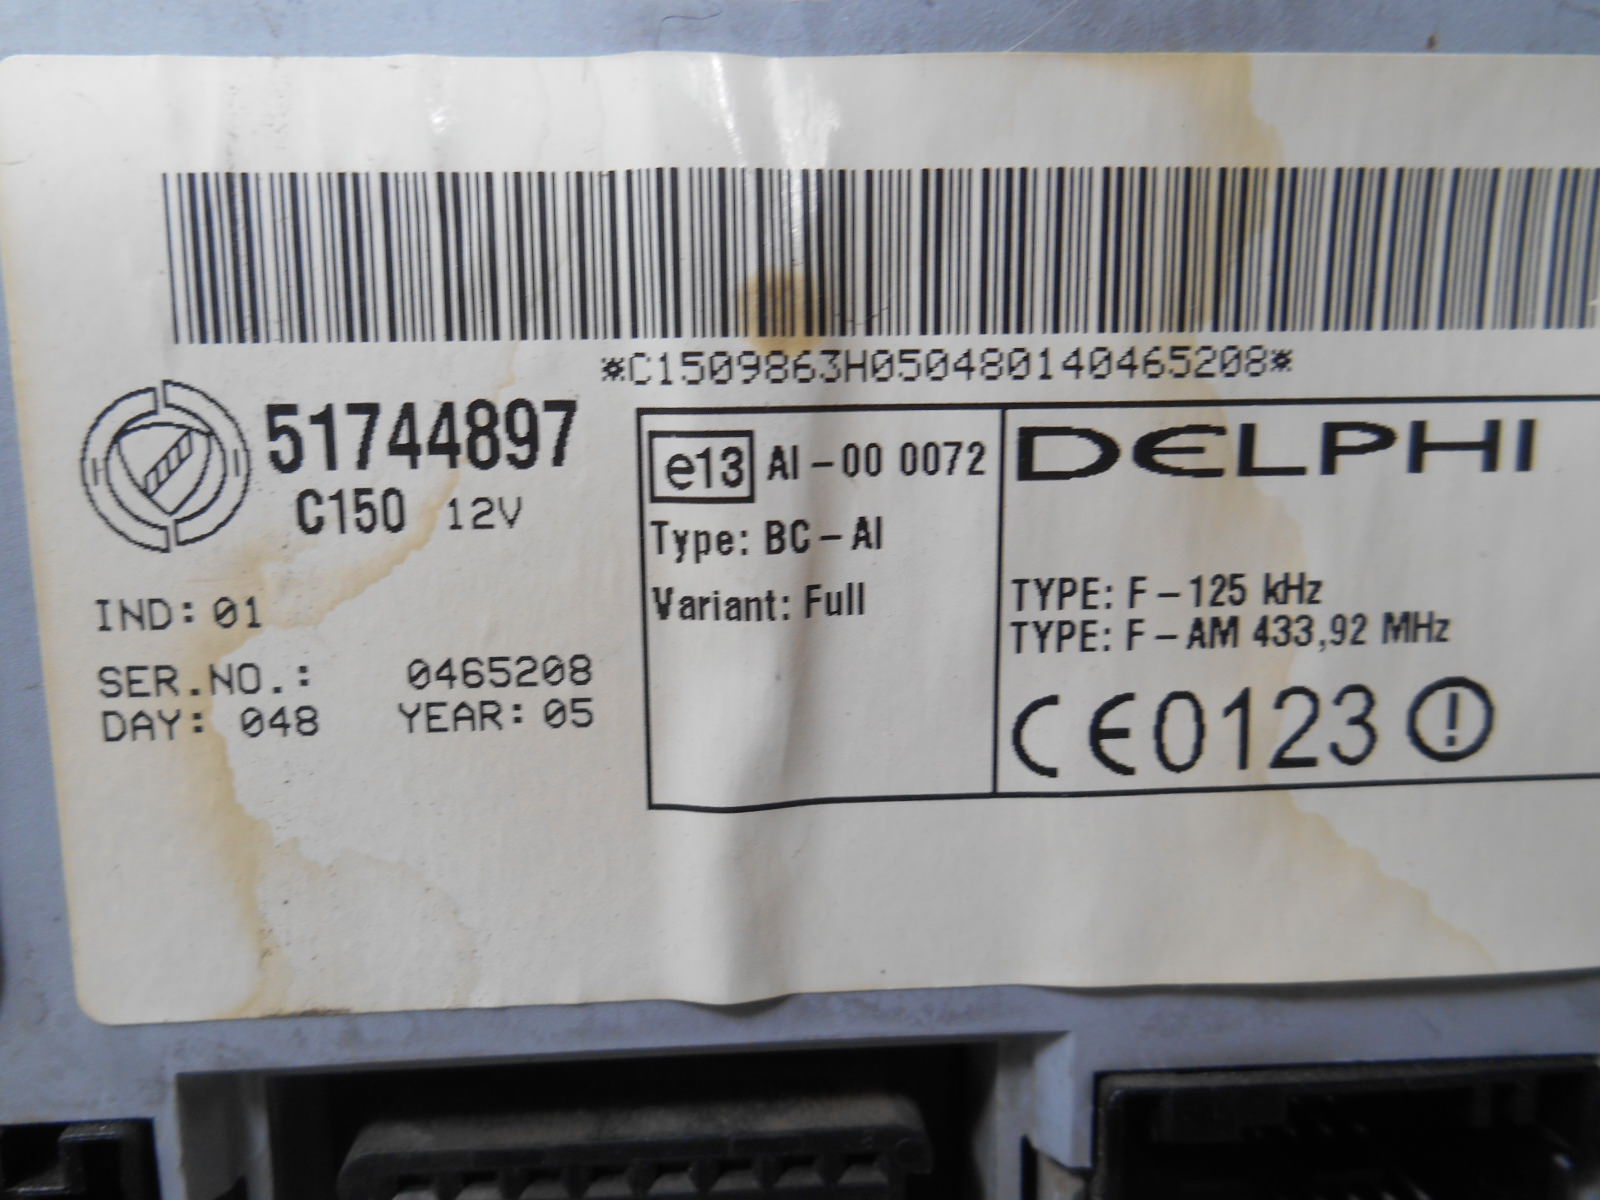 *C1509863H050480140465208*
51744897
C150 12V
IND: 01
SER.NO.: 0465208
DAY: 048 YEAR: 05
e13 AI-00 0072
Type: BC-AI
Variant: Full
DELPHI
TYPE: F-125 kHz
TYPE: F-AM 433,92 MHz
CE0123